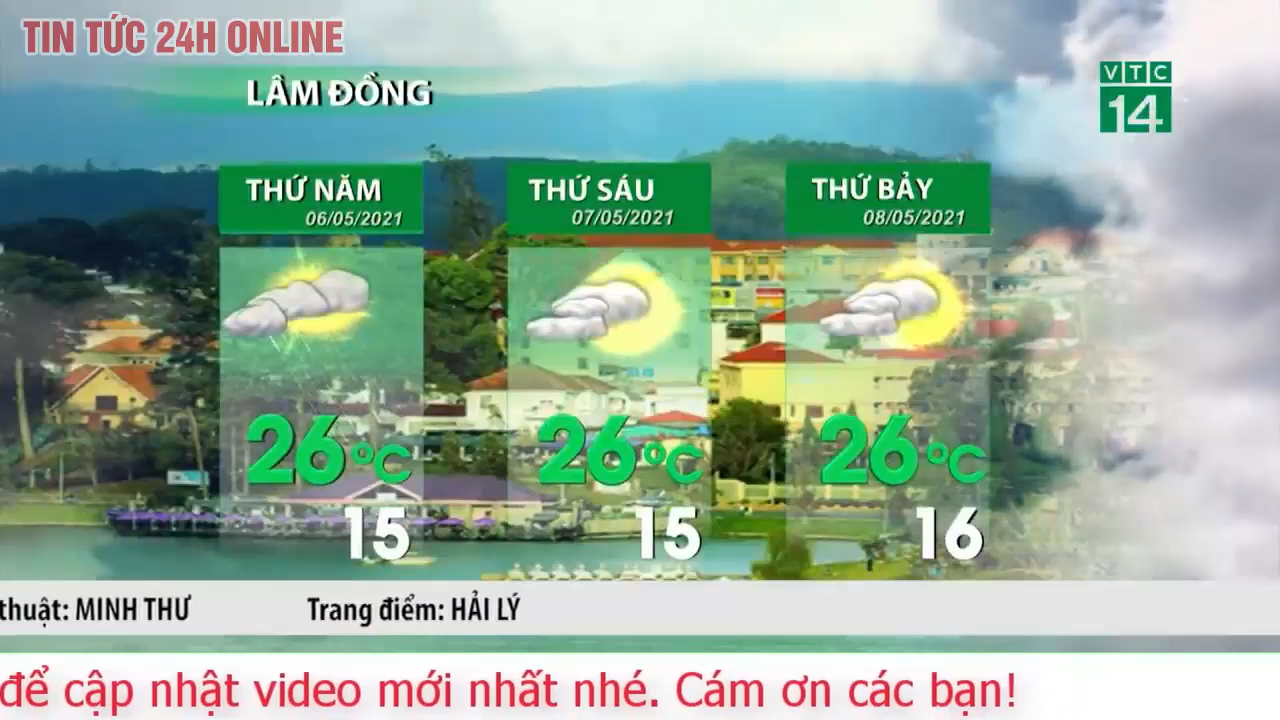 TIN TỨC 24H ONLINE
LÂM ĐỒNG
VTC
14
THỨ NĂM
06/05/2021
THỨ SÁU
07/05/2021
THỨ BẢY
08/05/2021
26°C
26°C
26°C
15
15
16
thuật: MINH THƯ
Trang điểm: HẢI LÝ
để cập nhật video mới nhất nhé. Cám ơn các bạn!